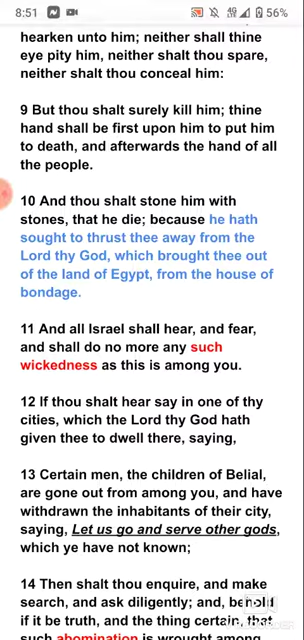 8:51
4G
56%
hearken unto him; neither shall thine
eye pity him, neither shalt thou spare,
neither shalt thou conceal him:
9 But thou shalt surely kill him; thine
hand shall be first upon him to put him
to death, and afterwards the hand of all
the people.
10 And thou shalt stone him with
stones, that he die; because he hath
sought to thrust thee away from the
Lord thy God, which brought thee out
of the land of Egypt, from the house of
bondage.
11 And all Israel shall hear, and fear,
and shall do no more any such
wickedness as this is among you.
12 If thou shalt hear say in one of thy
cities, which the Lord thy God hath
given thee to dwell there, saying,
13 Certain men, the children of Belial,
are gone out from among you, and have
withdrawn the inhabitants of their city,
saying, Let us go and serve other gods,
which ye have not known;
14 Then shalt thou enquire, and make
search, and ask diligently; and, behold,
if it be truth, and the thing certain, that
such abomination is wrought among